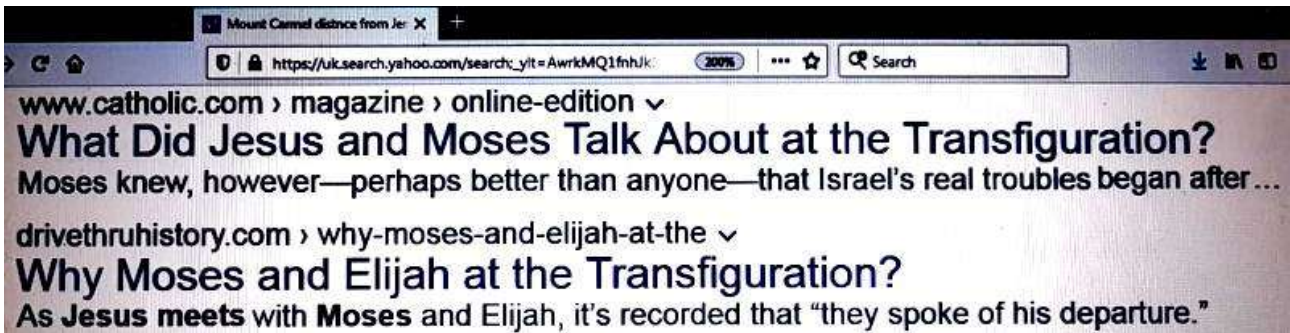 Mount Carmel distnce from Jer
https://uk.search.yahoo.com/search;_ylt=AwrkMQ1fnhJk 200% Search
www.catholic.com › magazine › online-edition
What Did Jesus and Moses Talk About at the Transfiguration?
Moses knew, however—perhaps better than anyone—that Israel's real troubles began after...
drivethruhistory.com › why-moses-and-elijah-at-the
Why Moses and Elijah at the Transfiguration?
As Jesus meets with Moses and Elijah, it's recorded that “they spoke of his departure.”